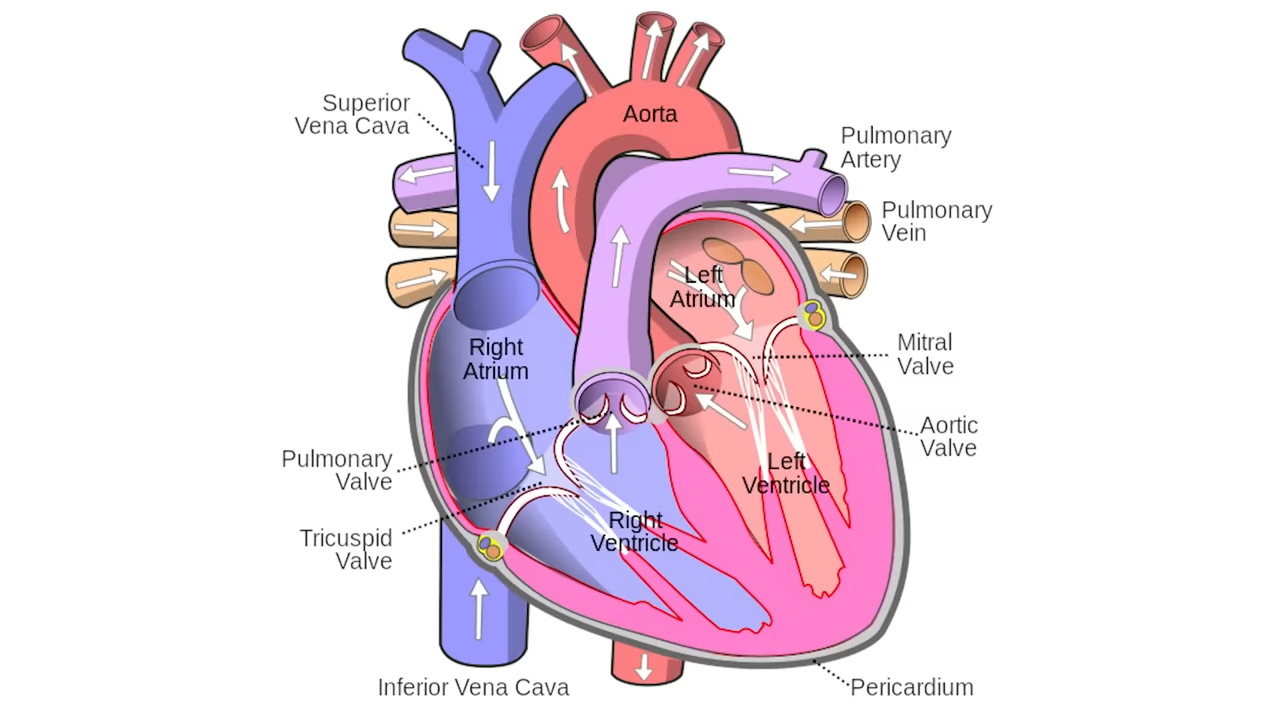 Superior
Vena Cava
Aorta
Pulmonary
Artery
Pulmonary
Vein
Left
Atrium
Right
Atrium
Mitral
Valve
Aortic
Valve
Pulmonary
Valve
Left
Ventricle
Right
Ventricle
Tricuspid
Valve
Inferior Vena Cava
Pericardium